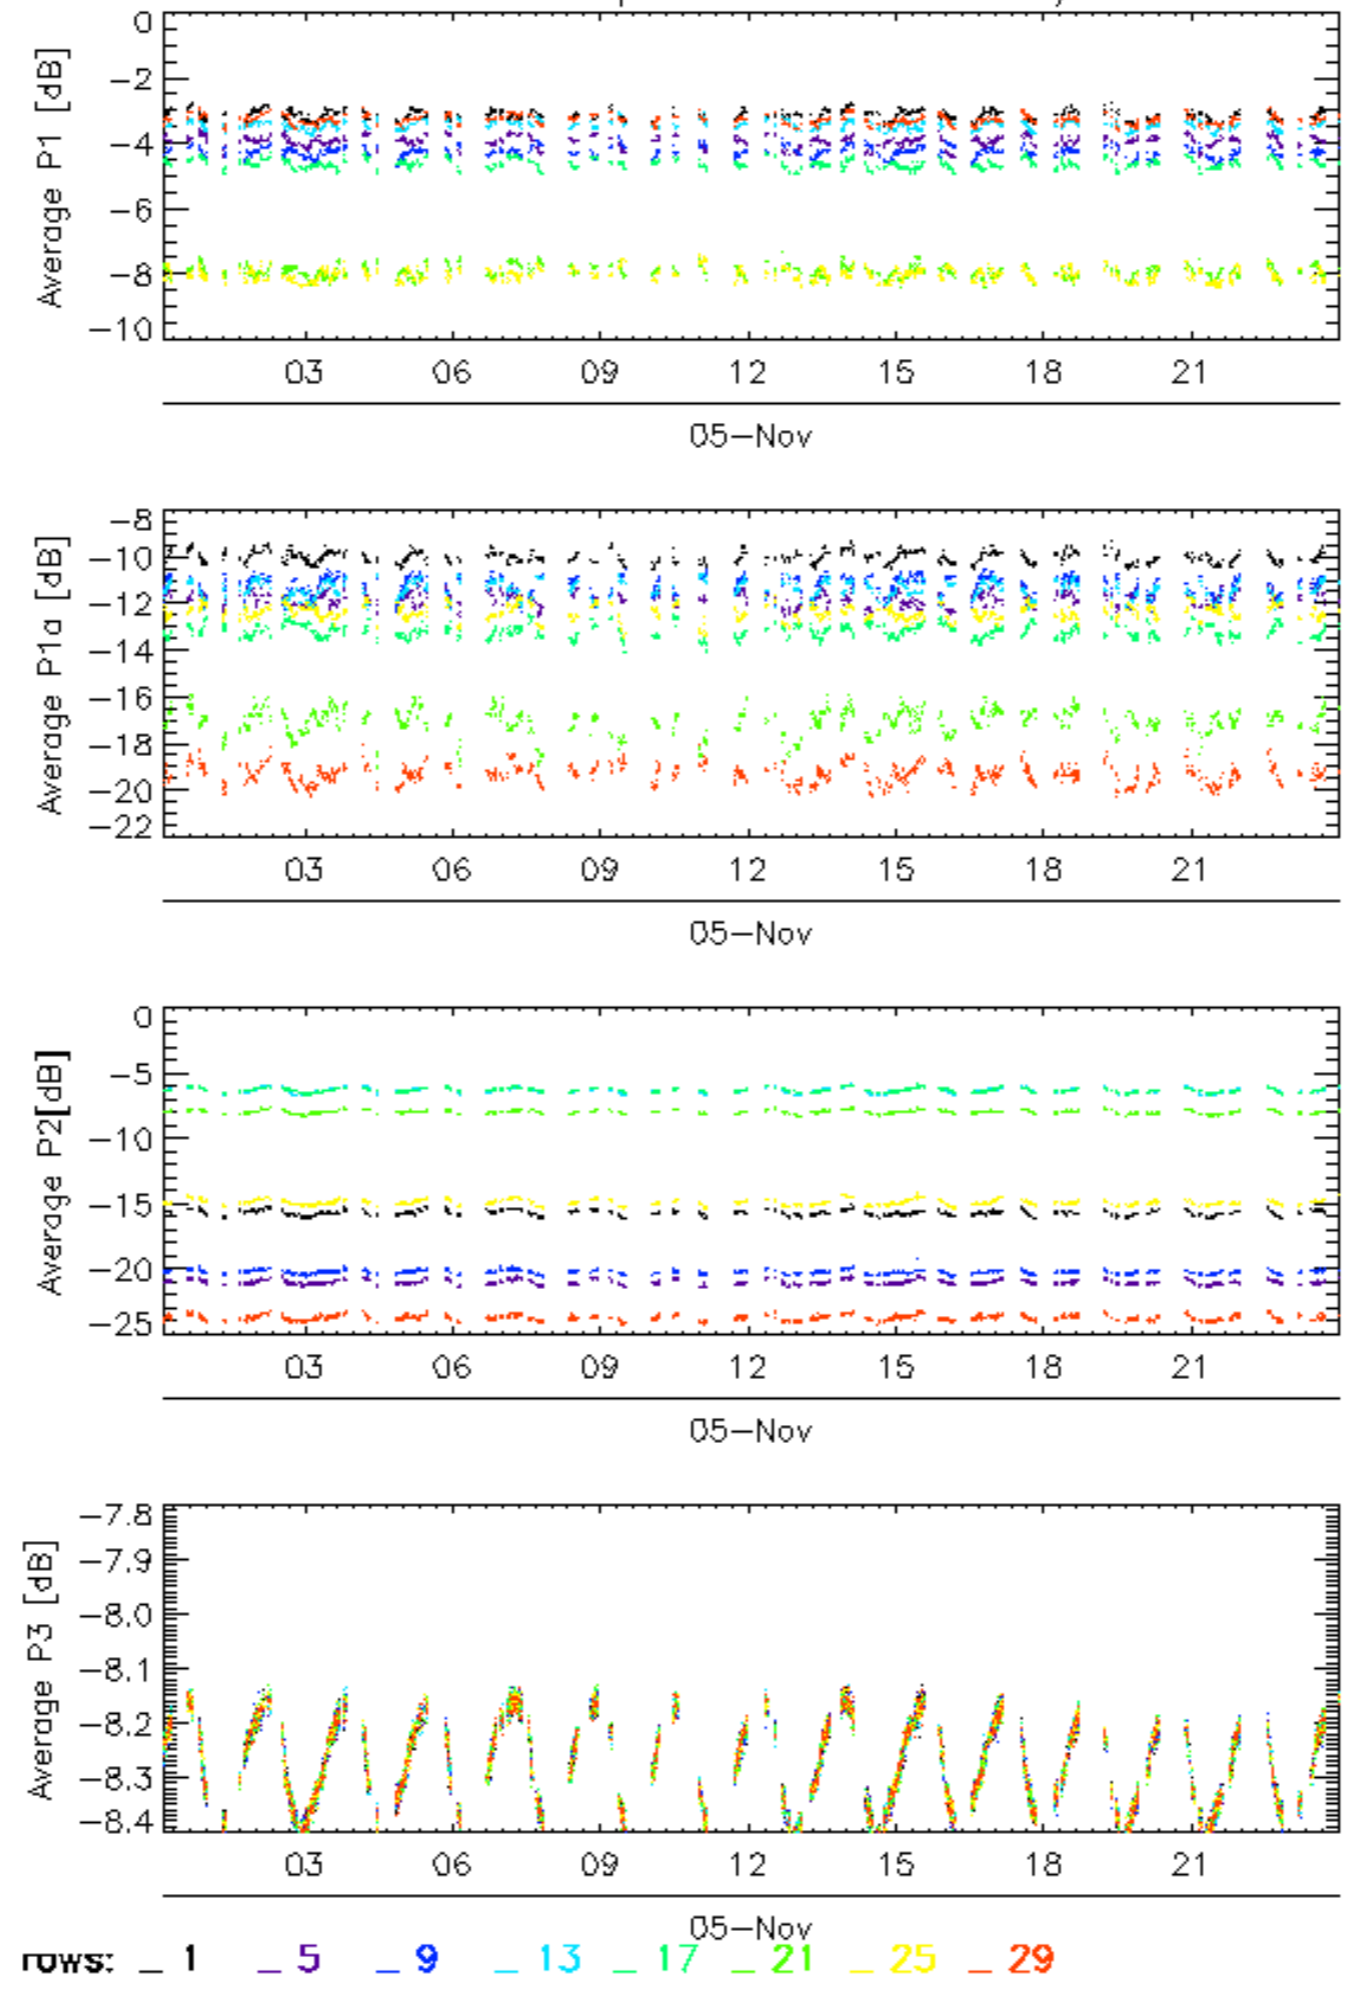 0
−2
−4
−6
−8
−10
Average P1 [dB]
03 06 09 12 15 18 21
05−Nov
−8
−10
−12
−14
−16
−18
−20
−22
Average P1a [dB]
03 06 09 12 15 18 21
05−Nov
0
−5
−10
−15
−20
−25
Average P2[dB]
03 06 09 12 15 18 21
05−Nov
−7.8
−7.9
−8.0
−8.1
−8.2
−8.3
−8.4
Average P3 [dB]
03 06 09 12 15 18 21
05−Nov
rows: _ 1 _ 5 _ 9 _ 13 _ 17 _ 21 _ 25 _ 29